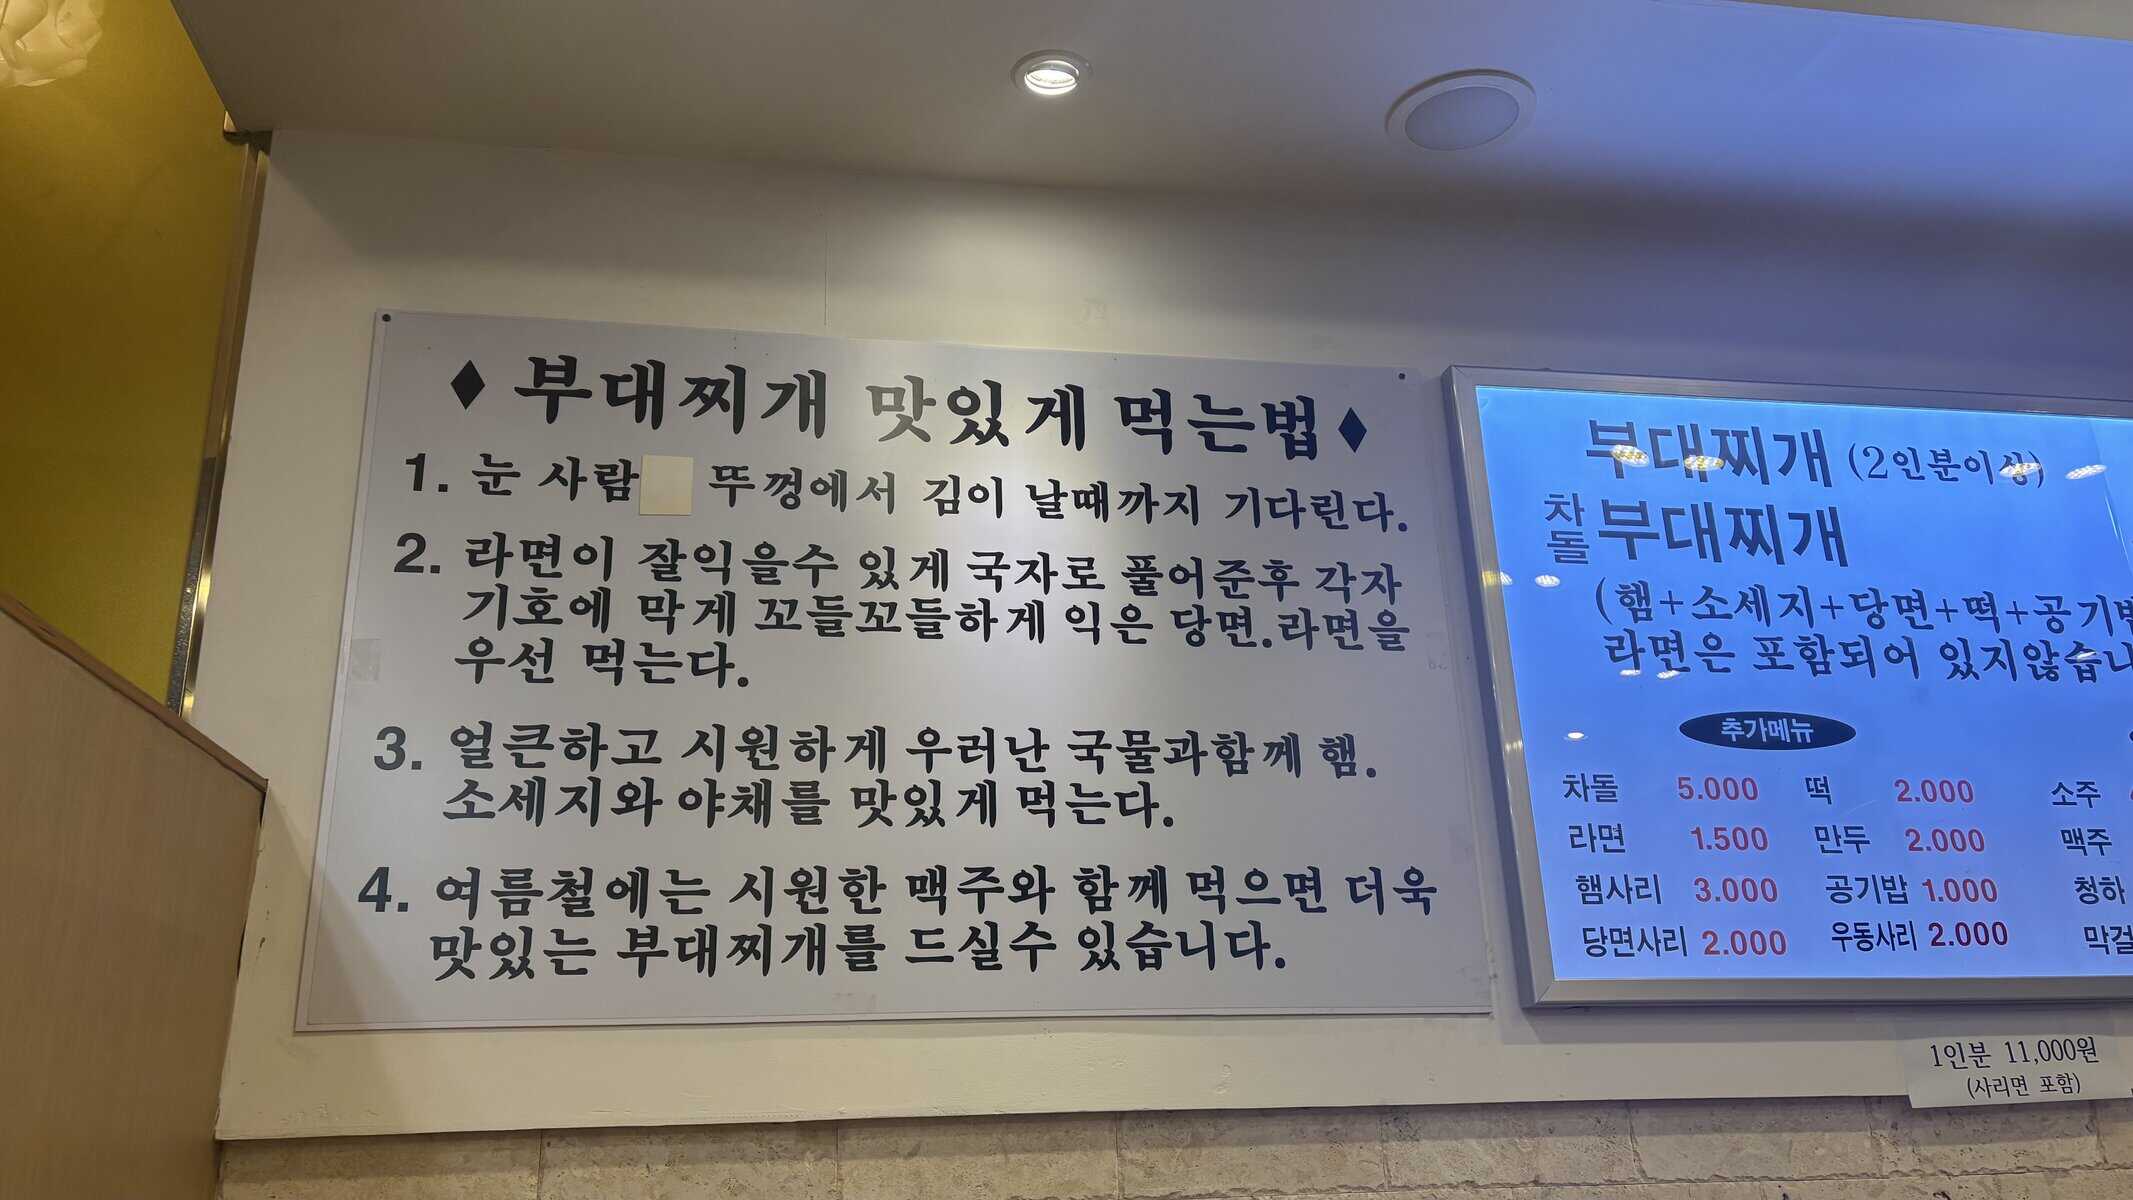 ♦ 부대찌개 맛있게 먹는법 ♦
1. 눈 사람 뚜껑에서 김이 날때까지 기다린다.
2. 라면이 잘익을수 있게 국자로 풀어준후 각자
기호에 막게 꼬들꼬들하게 익은 당면.라면을
우선 먹는다.
3. 얼큰하고 시원하게 우러난 국물과함께 햄.
소세지와 야채를 맛있게 먹는다.
4. 여름철에는 시원한 맥주와 함께 먹으면 더욱
맛있는 부대찌개를 드실수 있습니다.
부대찌개 (2인분이상)
차돌 부대찌개
(햄+소세지+당면+떡+공기
라면은 포함되어 있지않습니
추가메뉴
차돌 5.000 떡 2.000 소주
라면 1.500 만두 2.000 맥주
햄사리 3.000 공기밥 1.000 청하
당면사리 2.000 우동사리 2.000 막걸
1인분 11,000원
(사리면 포함)